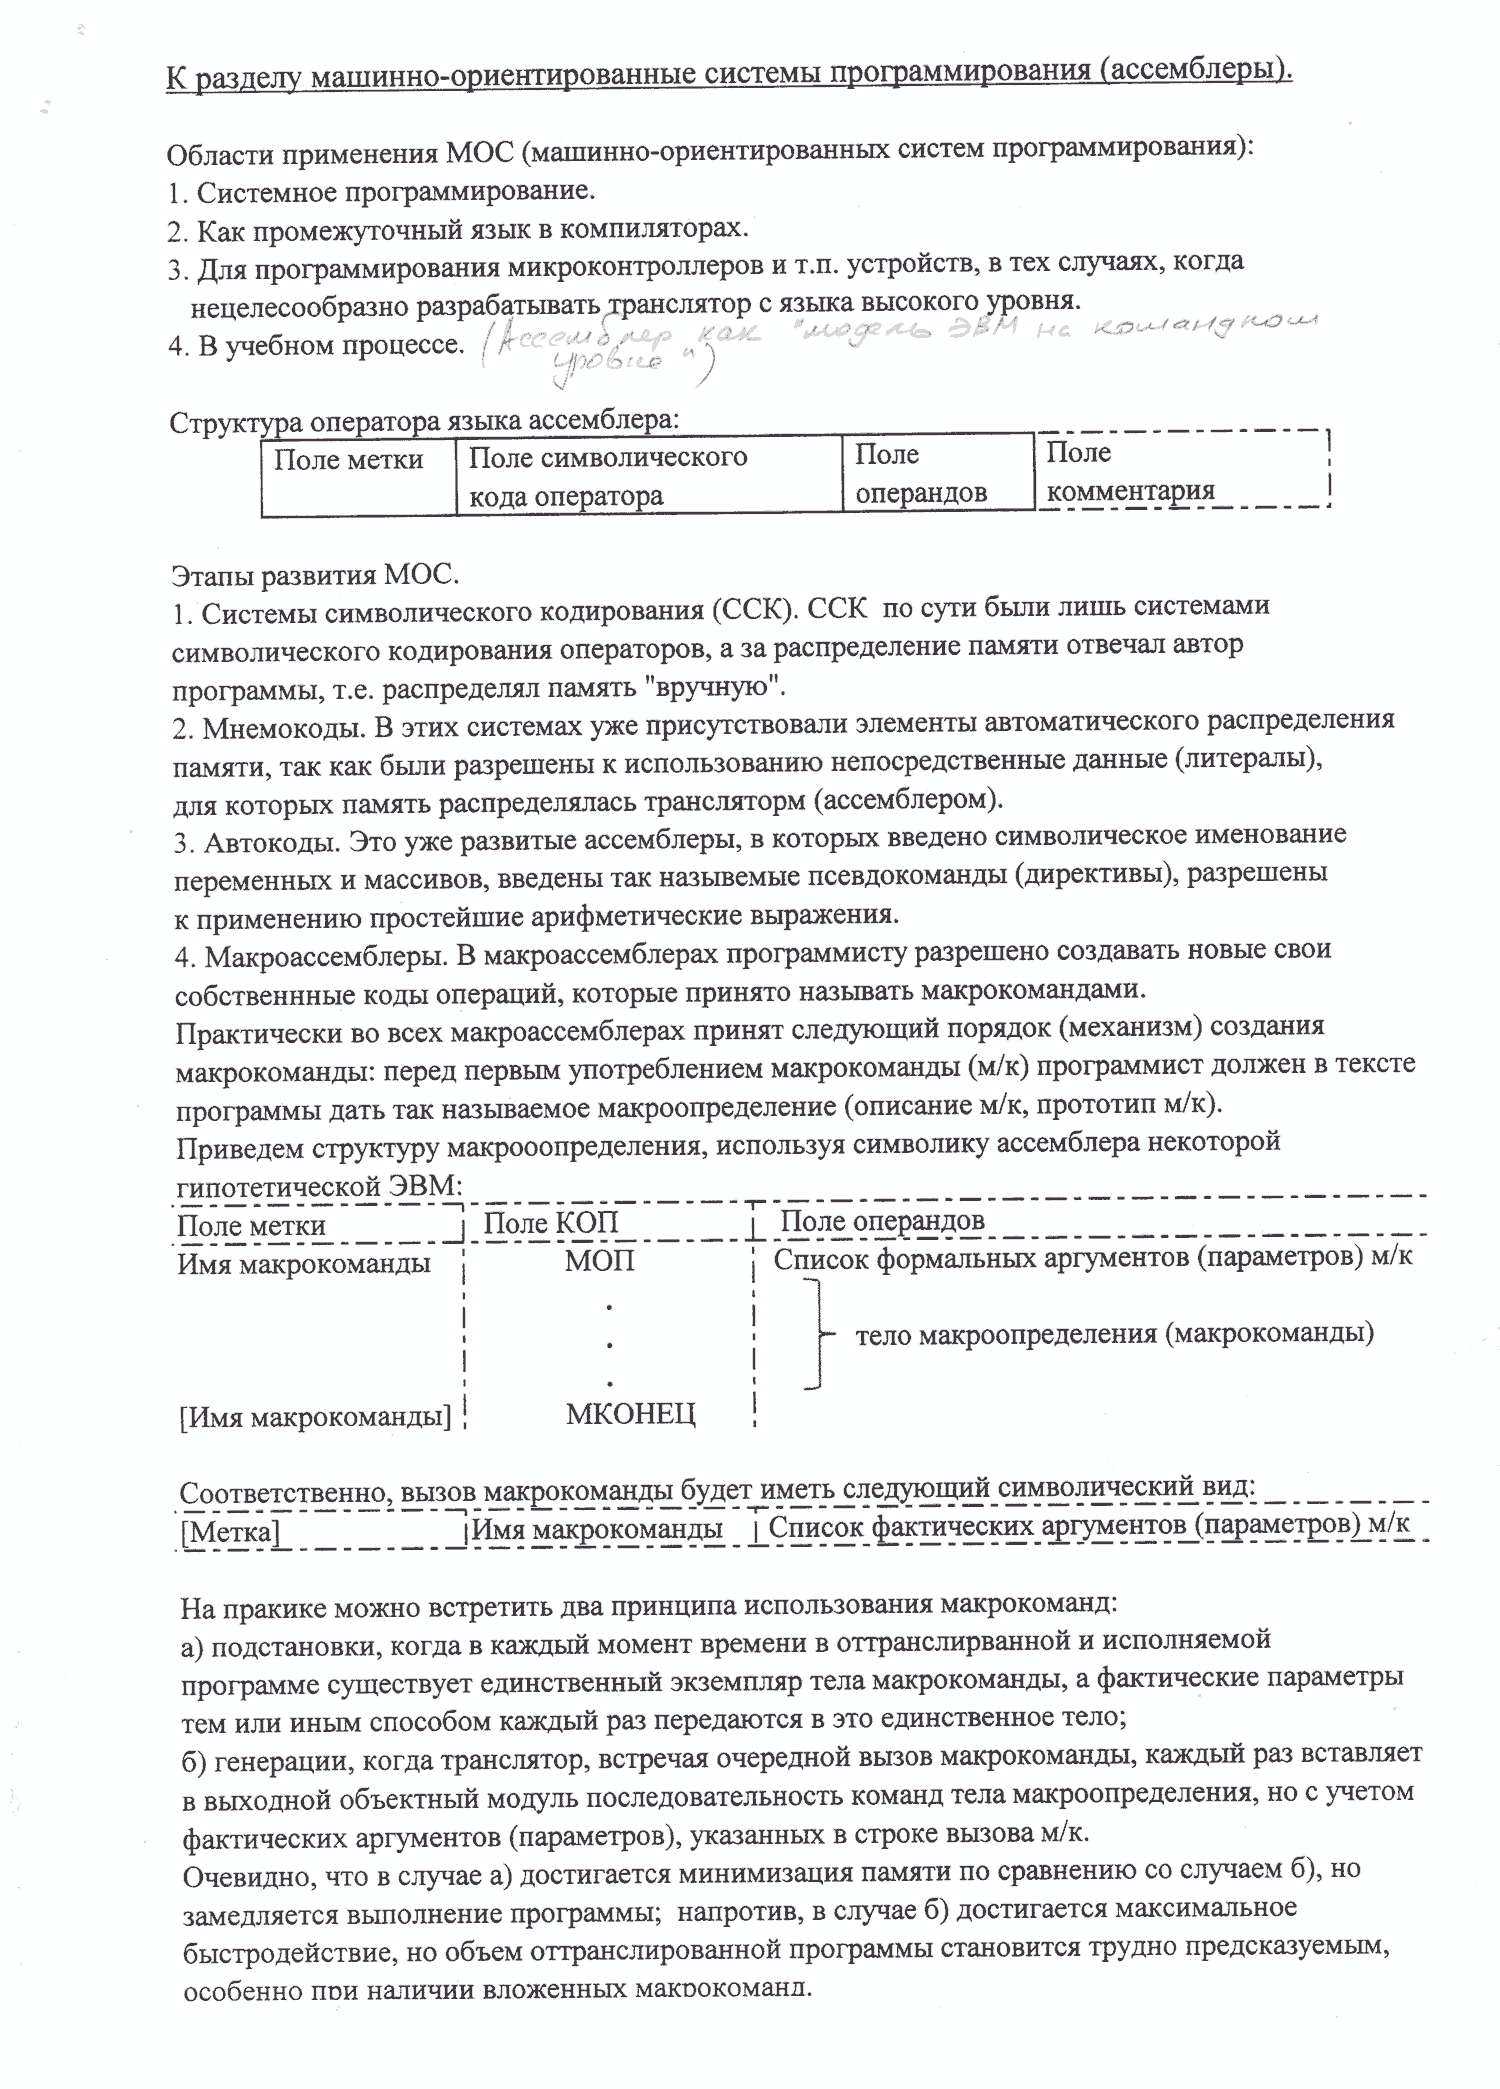 К разделу машинно-ориентированные системы программирования (ассемблеры).
Области применения МОС (машинно-ориентированных систем программирования):
1. Системное программирование.
2. Как промежуточный язык в компиляторах.
3. Для программирования микроконтроллеров и т.п. устройств, в тех случаях, когда
нецелесообразно разрабатывать транслятор с языка высокого уровня.
4. В учебном процессе. (Ассемблер как "модель ЭВМ на командном
уровне")
Структура оператора языка ассемблера:
Поле метки Поле символического Поле Поле
кода оператора операндов комментария
Этапы развития МОС.
1. Системы символического кодирования (ССК). ССК по сути были лишь системами
символического кодирования операторов, а за распределение памяти отвечал автор
программы, т.е. распределял память "вручную".
2. Мнемокоды. В этих системах уже присутствовали элементы автоматического распределения
памяти, так как были разрешены к использованию непосредственные данные (литералы),
для которых память распределялась трансляторм (ассемблером).
3. Автокоды. Это уже развитые ассемблеры, в которых введено символическое именование
переменных и массивов, введены так назывемые псевдокоманды (директивы), разрешены
к применению простейшие арифметические выражения.
4. Макроассемблеры. В макроассемблерах программисту разрешено создавать новые свои
собственнные коды операций, которые принято называть макрокомандами.
Практически во всех макроассемблерах принят следующий порядок (механизм) создания
макрокоманды: перед первым употреблением макрокоманды (м/к) программист должен в тексте
программы дать так называемое макроопределение (описание м/к, прототип м/к).
Приведем структуру макрооопределения, используя символику ассемблера некоторой
гипотетической ЭВМ:
Поле метки Поле КОП Поле операндов
Имя макрокоманды МОП Список формальных аргументов (параметров) м/к
.
. тело макроопределения (макрокоманды)
.
[Имя макрокоманды] МКОНЕЦ
Соответственно, вызов макрокоманды будет иметь следующий символический вид:
[Метка] Имя макрокоманды Список фактических аргументов (параметров) м/к
На пракике можно встретить два принципа использования макрокоманд:
а) подстановки, когда в каждый момент времени в оттранслирванной и исполняемой
программе существует единственный экземпляр тела макрокоманды, а фактические параметры
тем или иным способом каждый раз передаются в это единственное тело;
б) генерации, когда транслятор, встречая очередной вызов макрокоманды, каждый раз вставляет
в выходной объектный модуль последовательность команд тела макроопределения, но с учетом
фактических аргументов (параметров), указанных в строке вызова м/к.
Очевидно, что в случае а) достигается минимизация памяти по сравнению со случаем б), но
замедляется выполнение программы; напротив, в случае б) достигается максимальное
быстродействие, но объем оттранслированной программы становится трудно предсказуемым,
особенно при наличии вложенных макрокоманд.